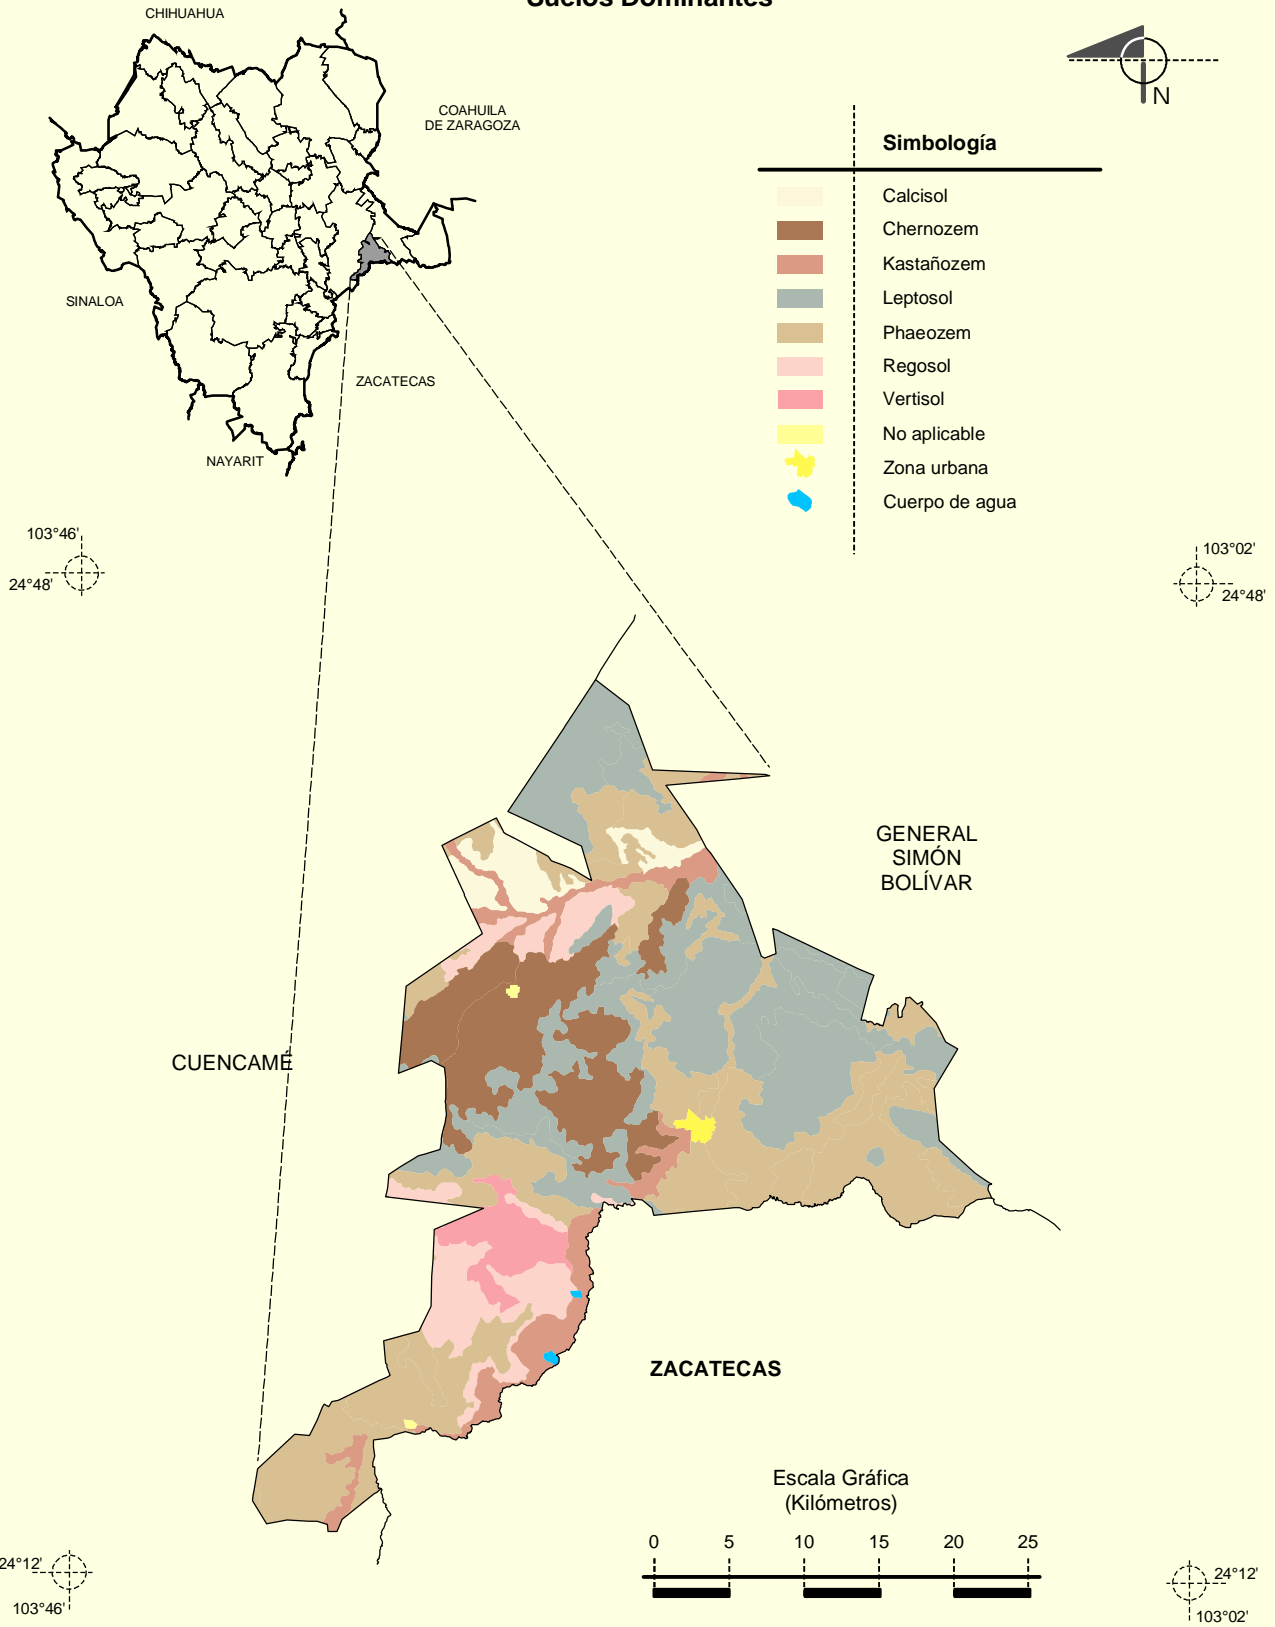 Suelos Dominantes
CHIHUAHUA
COAHUILA
DE ZARAGOZA
SINALOA
ZACATECAS
NAYARIT
N
Simbología
Calcisol
Chernozem
Kastañozem
Leptosol
Phaeozem
Regosol
Vertisol
No aplicable
Zona urbana
Cuerpo de agua
103°46'
24°48'
103°02'
24°48'
GENERAL
SIMÓN
BOLÍVAR
CUENCAMÉ
ZACATECAS
Escala Gráfica
(Kilómetros)
0 5 10 15 20 25
24°12'
103°46'
24°12'
103°02'